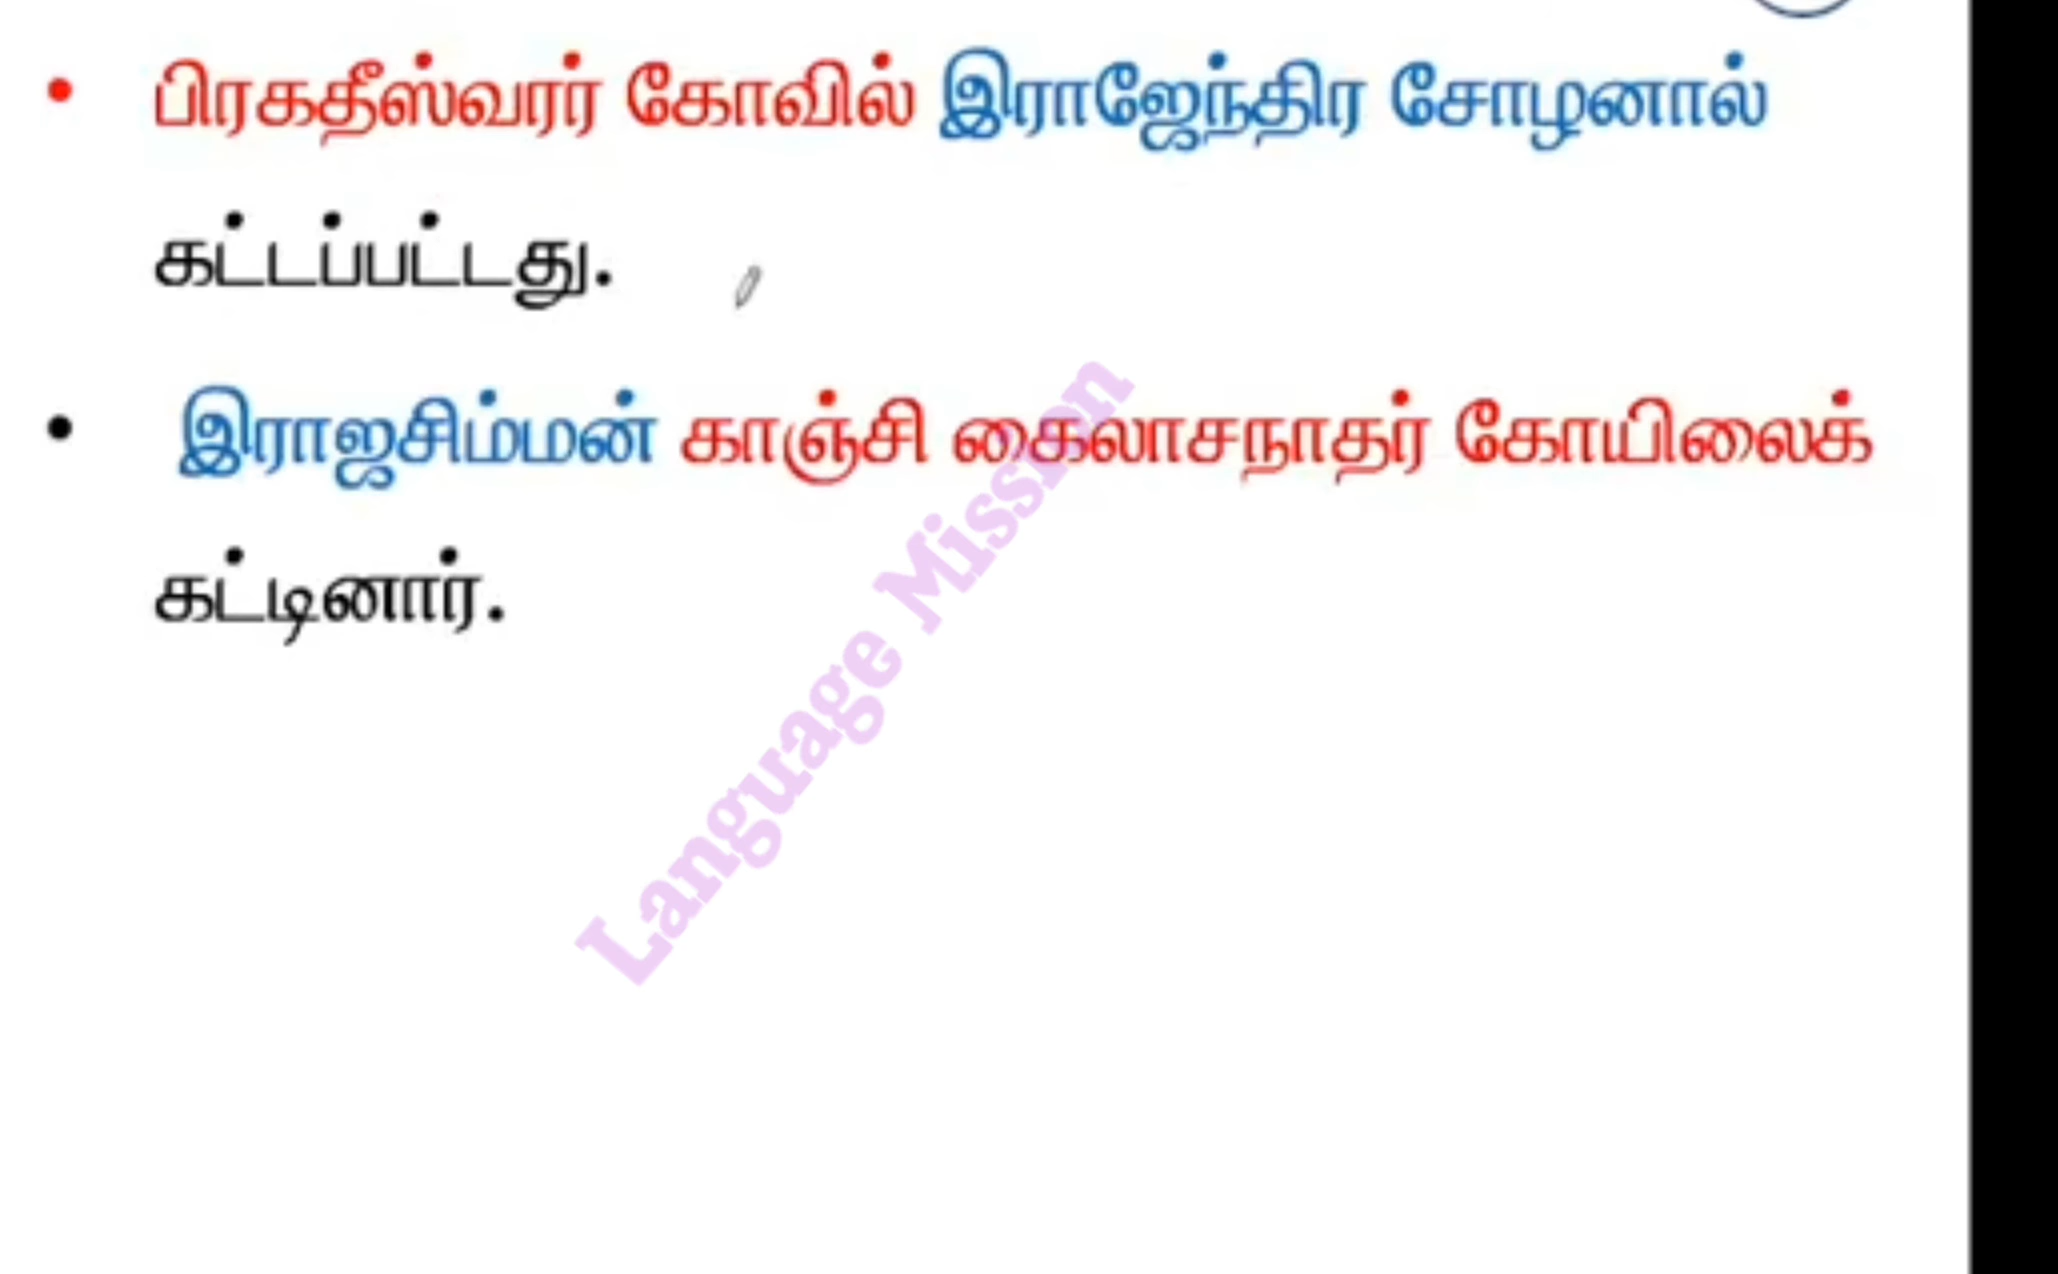 • பிரகதீஸ்வரர் கோவில் இராஜேந்திர சோழனால்
கட்டப்பட்டது.
• இராஜசிம்மன் காஞ்சி கைலாசநாதர் கோயிலைக்
கட்டினார்.
Language Mission